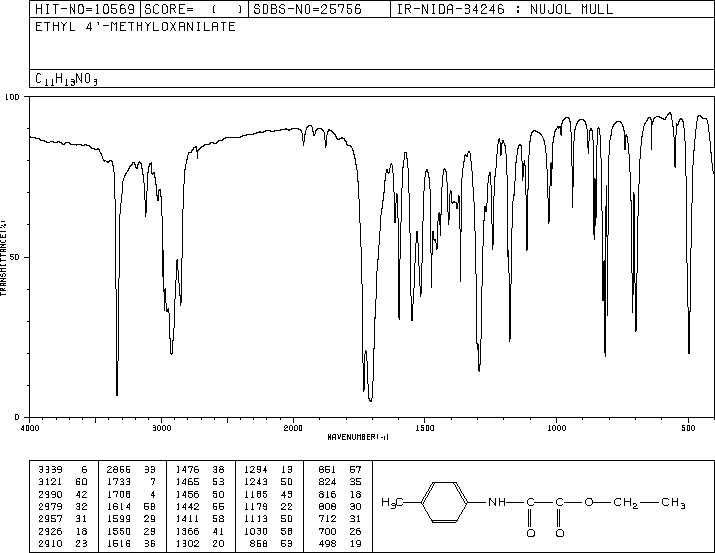 HIT-NO=10569 SCORE= ( ) SDBS-NO=25756 IR-NIDA-34246 : NUJOL MULL
ETHYL 4'-METHYLOXANILATE
C11H13NO3
100
TRANSMITTANCE(%)
50
0
4000 3000 2000 1500 1000 500
WAVENUMBER(-1)
3339 6 2866 33 1476 38 1294 13 851 57
3121 60 1733 7 1465 53 1243 50 824 35
2990 42 1708 4 1456 50 1185 49 816 18
2979 32 1614 58 1442 55 1179 22 808 30
2957 31 1599 29 1411 58 1113 50 712 31
2926 18 1550 29 1366 41 1030 58 700 26
2910 23 1516 36 1302 20 858 53 498 19
H3C NH C C O CH2 CH3
O O